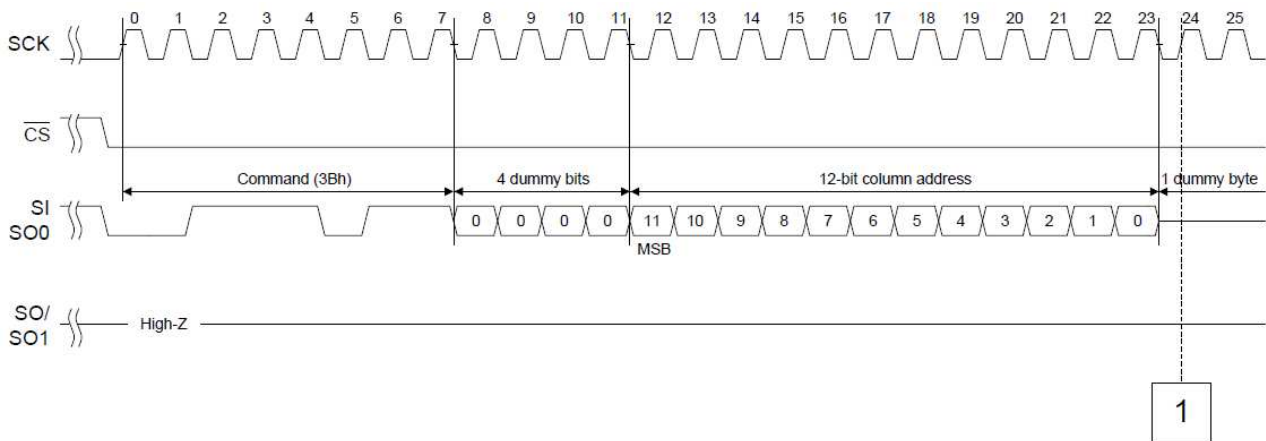 0 1 2 3 4 5 6 7 8 9 10 11 12 13 14 15 16 17 18 19 20 21 22 23 24 25
SCK
CS
Command (3Bh) 4 dummy bits 12-bit column address 1 dummy byte
SI
SO0
0 0 0 0 11 10 9 8 7 6 5 4 3 2 1 0
MSB
SO/
SO1
High-Z
1